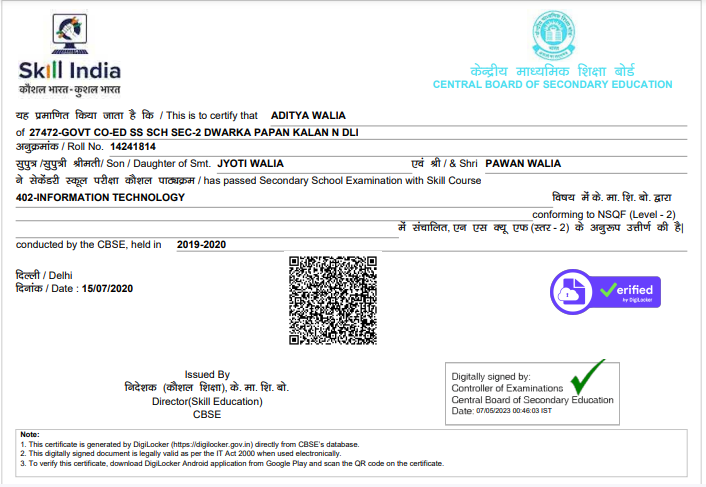 Skill India
कौशल भारत-कुशल भारत
केन्द्रीय माध्यमिक शिक्षा बोर्ड
CENTRAL BOARD OF SECONDARY EDUCATION
यह प्रमाणित किया जाता है कि / This is to certify that ADITYA WALIA
of 27472-GOVT CO-ED SS SCH SEC-2 DWARKA PAPAN KALAN N DLI
अनुक्रमांक / Roll No. 14241814
सुपुत्र /सुपुत्री श्रीमती/ Son / Daughter of Smt. JYOTI WALIA एवं श्री / & Shri PAWAN WALIA
ने सेकेंडरी स्कूल परीक्षा कौशल पाठ्यक्रम / has passed Secondary School Examination with Skill Course
402-INFORMATION TECHNOLOGY विषय में के. मा. शि. बो. द्वारा
conforming to NSQF (Level - 2)
में संचालित, एन एस क्यू एफ (स्तर - 2) के अनुरूप उत्तीर्ण की है|
conducted by the CBSE, held in 2019-2020
दिल्ली / Delhi
दिनांक / Date : 15/07/2020
Verified
by DigiLocker
Issued By
निदेशक (कौशल शिक्षा), के. मा. शि. बो.
Director(Skill Education)
CBSE
Digitally signed by:
Controller of Examinations
Central Board of Secondary Education
Date: 07/05/2023 00:46:03 IST
Note:
1. This certificate is generated by DigiLocker (https://digilocker.gov.in) directly from CBSE's database.
2. This digitally signed document is legally valid as per the IT Act 2000 when used electronically.
3. To verify this certificate, download DigiLocker Android application from Google Play and scan the QR code on the certificate.